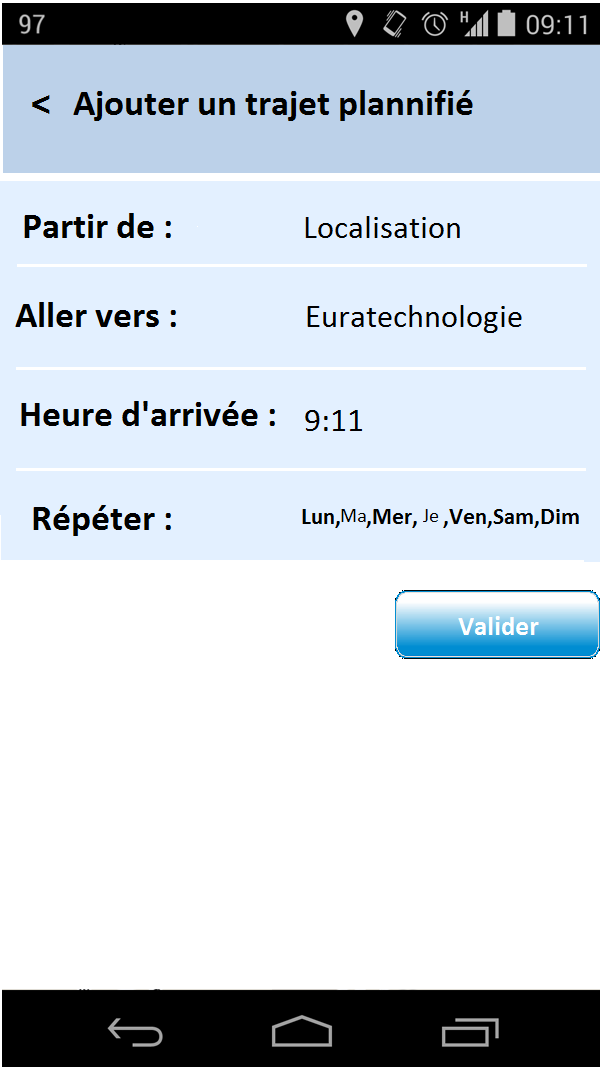 97 09:11
< Ajouter un trajet plannifié
Partir de : Localisation
Aller vers : Euratechnologie
Heure d'arrivée : 9:11
Répéter : Lun,Ma,Mer, Je ,Ven,Sam,Dim
Valider